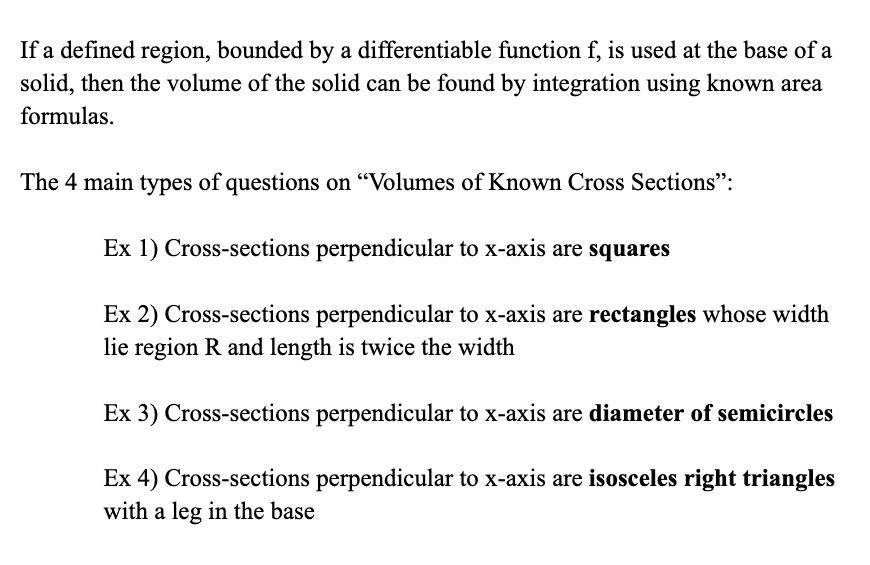 If a defined region, bounded by a differentiable function f, is used at the base of a
solid, then the volume of the solid can be found by integration using known area
formulas.
The 4 main types of questions on “Volumes of Known Cross Sections”:
Ex 1) Cross-sections perpendicular to x-axis are squares
Ex 2) Cross-sections perpendicular to x-axis are rectangles whose width
lie region R and length is twice the width
Ex 3) Cross-sections perpendicular to x-axis are diameter of semicircles
Ex 4) Cross-sections perpendicular to x-axis are isosceles right triangles
with a leg in the base